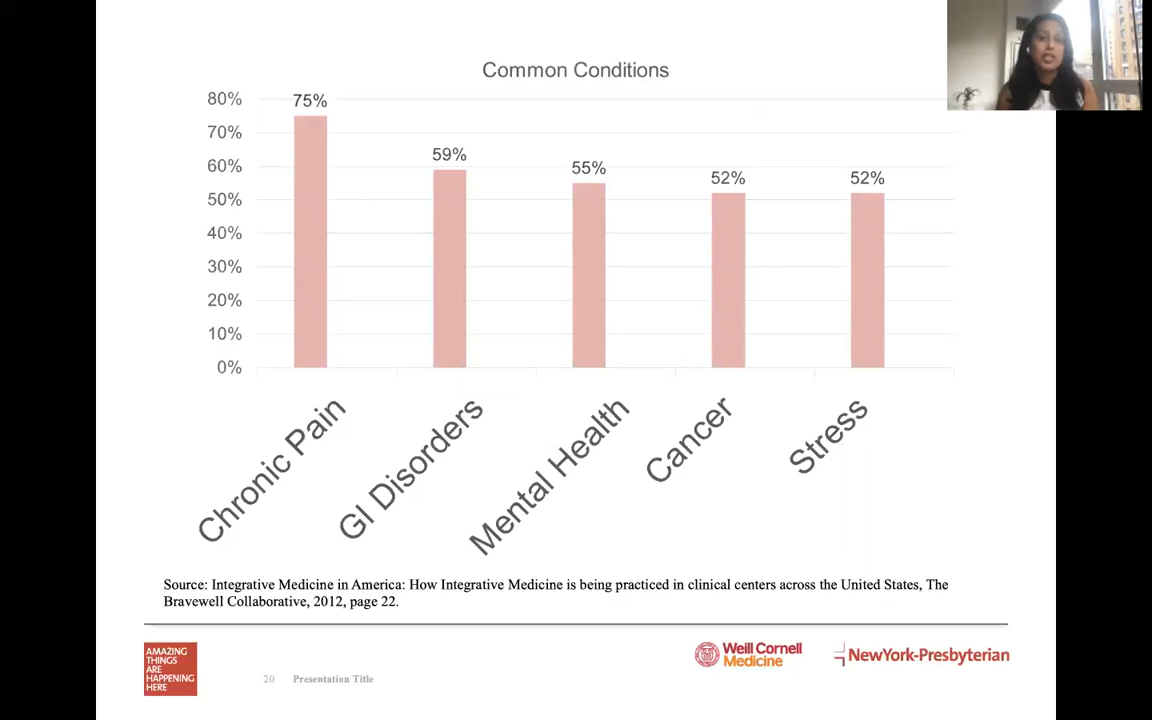 Common Conditions
80%
70%
60%
50%
40%
30%
20%
10%
0%
75%
59%
55%
52%
52%
Chronic Pain
GI Disorders
Mental Health
Cancer
Stress
Source: Integrative Medicine in America: How Integrative Medicine is being practiced in clinical centers across the United States, The
Bravewell Collaborative, 2012, page 22.
AMAZING
THINGS
ARE
HAPPENING
HERE
20 Presentation Title
Weill Cornell
Medicine
NewYork-Presbyterian